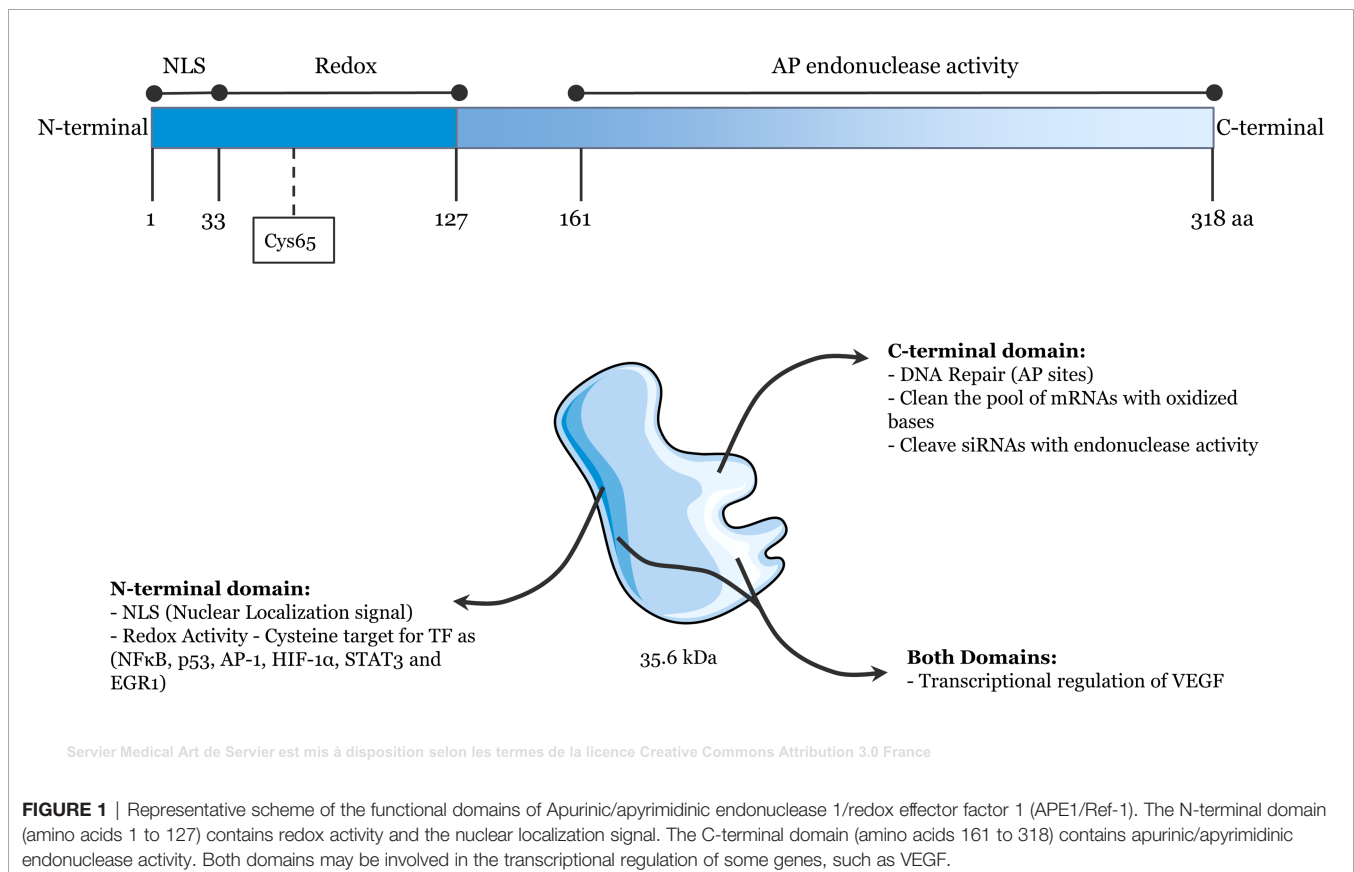 NLS
Redox
AP endonuclease activity
N-terminal
C-terminal
1
33
127
161
318 aa
Cys65
C-terminal domain:
- DNA Repair (AP sites)
- Clean the pool of mRNAs with oxidized
bases
- Cleave siRNAs with endonuclease activity
N-terminal domain:
- NLS (Nuclear Localization signal)
- Redox Activity - Cysteine target for TF as
(NFκB, p53, AP-1, HIF-1α, STAT3 and
EGR1)
35.6 kDa
Both Domains:
- Transcriptional regulation of VEGF
Servier Medical Art de Servier est mis à disposition selon les termes de la licence Creative Commons Attribution 3.0 France
FIGURE 1 | Representative scheme of the functional domains of Apurinic/apyrimidinic endonuclease 1/redox effector factor 1 (APE1/Ref-1). The N-terminal domain
(amino acids 1 to 127) contains redox activity and the nuclear localization signal. The C-terminal domain (amino acids 161 to 318) contains apurinic/apyrimidinic
endonuclease activity. Both domains may be involved in the transcriptional regulation of some genes, such as VEGF.